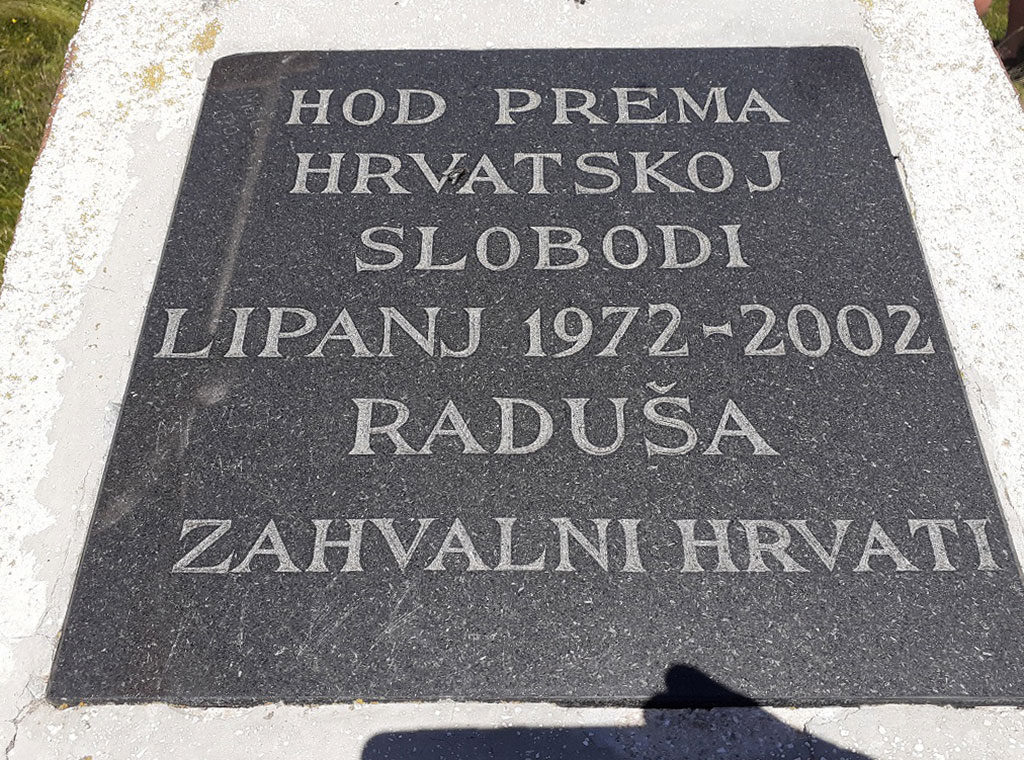 HOD PREMA
HRVATSKOJ
SLOBODI
LIPANJ 1972-2002
RADUŠA
ZAHVALNI HRVATI